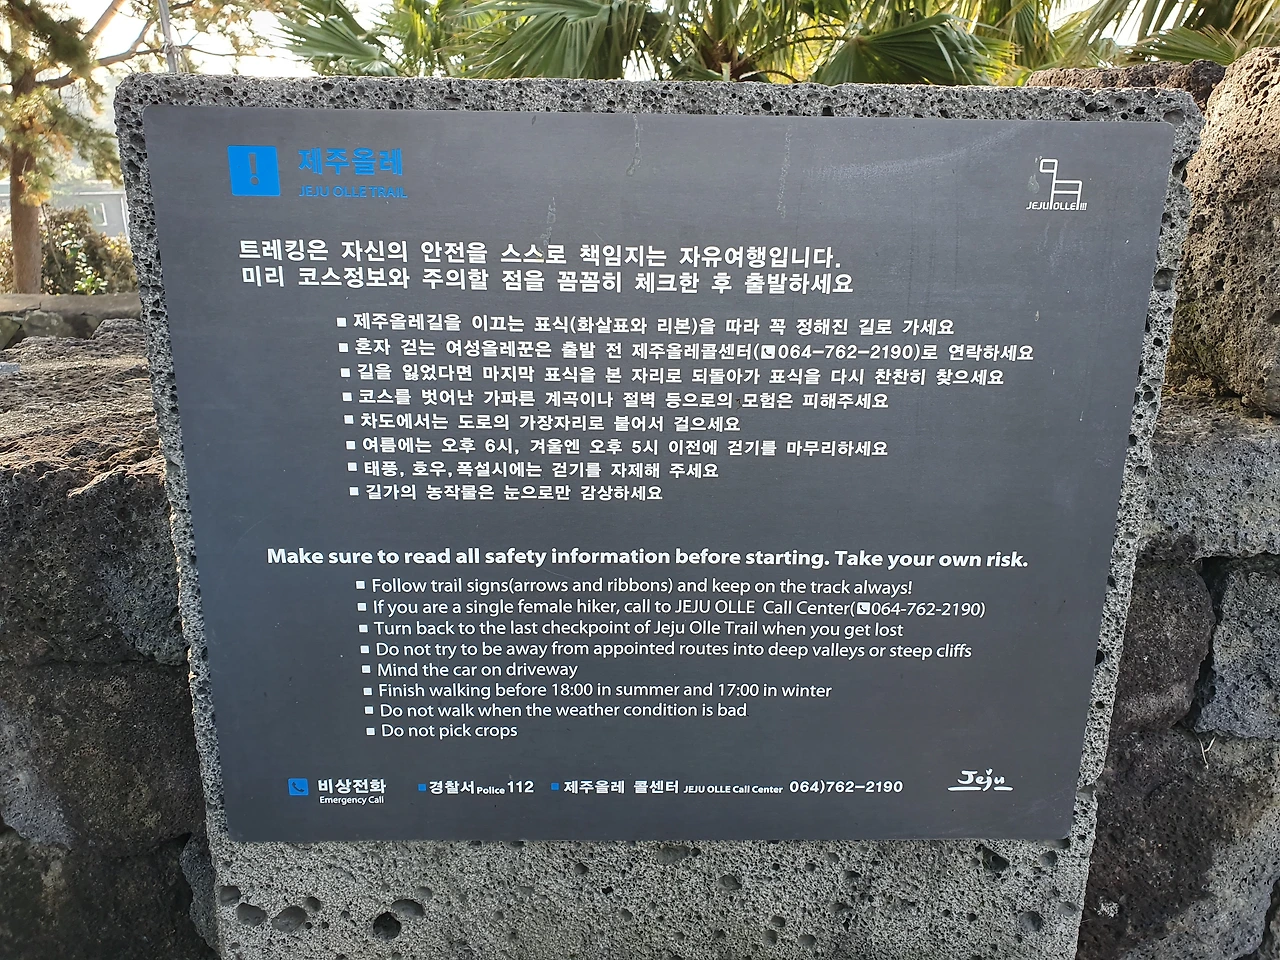 !
제주올레
JEJU OLLE TRAIL
JEJU OLLE!!!
트레킹은 자신의 안전을 스스로 책임지는 자유여행입니다.
미리 코스정보와 주의할 점을 꼼꼼히 체크한 후 출발하세요
■ 제주올레길을 이끄는 표식(화살표와 리본)을 따라 꼭 정해진 길로 가세요
■ 혼자 걷는 여성올레꾼은 출발 전 제주올레콜센터(064-762-2190)로 연락하세요
■ 길을 잃었다면 마지막 표식을 본 자리로 되돌아가 표식을 다시 찬찬히 찾으세요
■ 코스를 벗어난 가파른 계곡이나 절벽 등으로의 모험은 피해주세요
■ 차도에서는 도로의 가장자리로 붙어서 걸으세요
■ 여름에는 오후 6시, 겨울엔 오후 5시 이전에 걷기를 마무리하세요
■ 태풍, 호우,폭설시에는 걷기를 자제해 주세요
■ 길가의 농작물은 눈으로만 감상하세요
Make sure to read all safety information before starting. Take your own risk.
■ Follow trail signs(arrows and ribbons) and keep on the track always!
■ If you are a single female hiker, call to JEJU OLLE Call Center(064-762-2190)
■ Turn back to the last checkpoint of Jeju Olle Trail when you get lost
■ Do not try to be away from appointed routes into deep valleys or steep cliffs
■ Mind the car on driveway
■ Finish walking before 18:00 in summer and 17:00 in winter
■ Do not walk when the weather condition is bad
■ Do not pick crops
비상전화 ■경찰서 Police 112 ■ 제주올레 콜센터 JEJU OLLE Call Center 064)762-2190
Emergency Call
Jeju